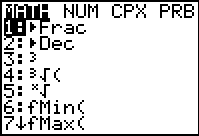 MATH NUM CPX PRB
1:▶Frac
2:▶Dec
3:³
4:³√(
5:ˣ√
6:fMin(
7↓fMax(